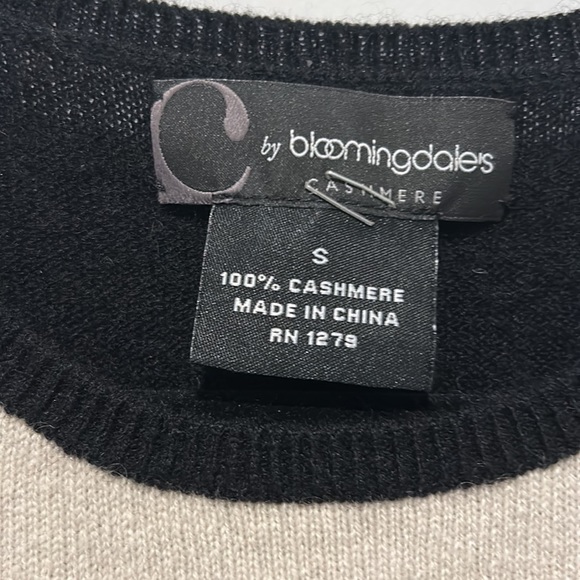 C by bloomingdale's
CASHMERE
S
100% CASHMERE
MADE IN CHINA
RN 1279